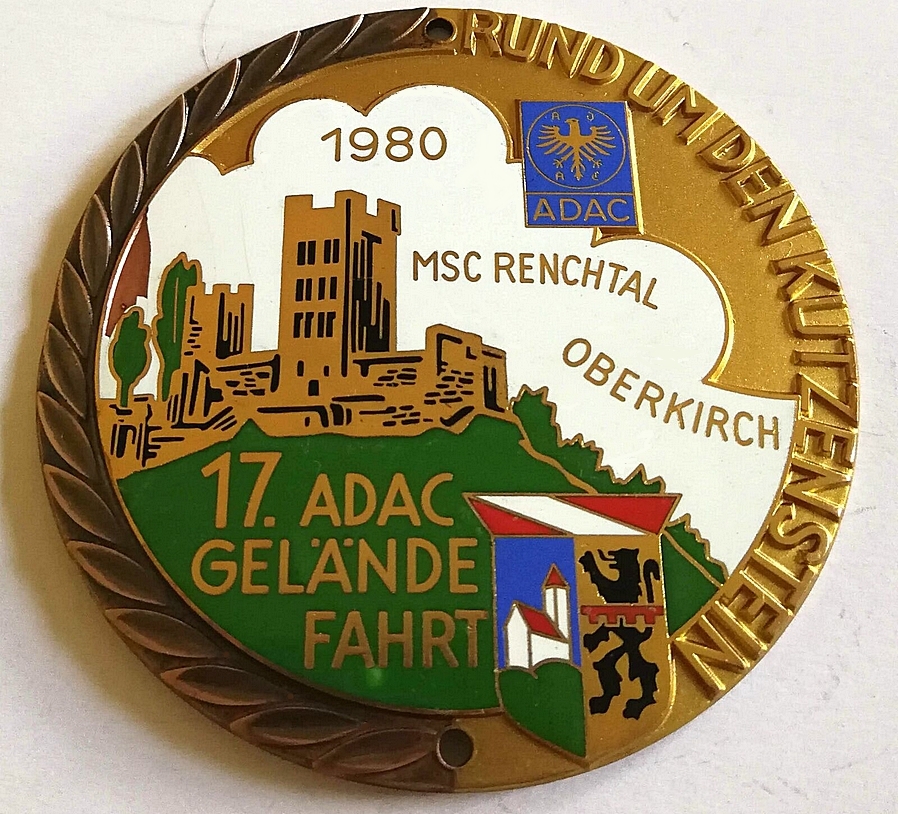 RUND UM DEN KUTZENSTEIN
1980
A D
A C
ADAC
MSC RENCHTAL
OBERKIRCH
17. ADAC
GELÄNDE
FAHRT